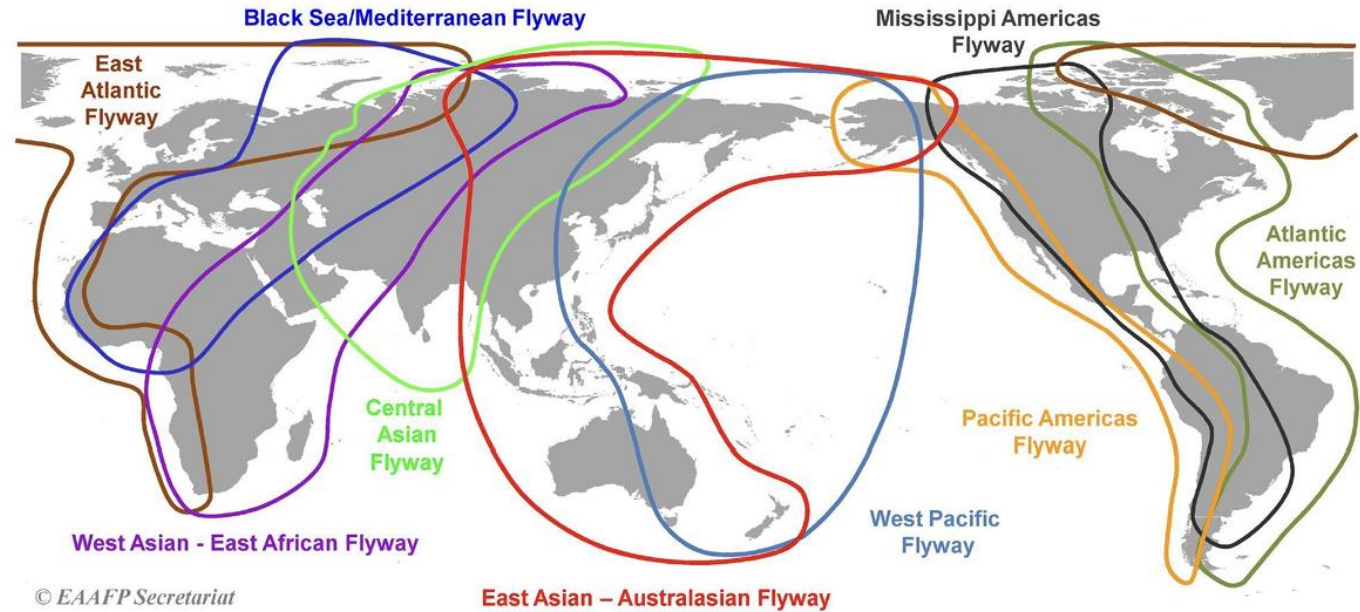 Black Sea/Mediterranean Flyway
Mississippi Americas
Flyway
East
Atlantic
Flyway
Atlantic
Americas
Flyway
Central
Asian
Flyway
Pacific Americas
Flyway
West Pacific
Flyway
West Asian - East African Flyway
© EAAFP Secretariat
East Asian – Australasian Flyway